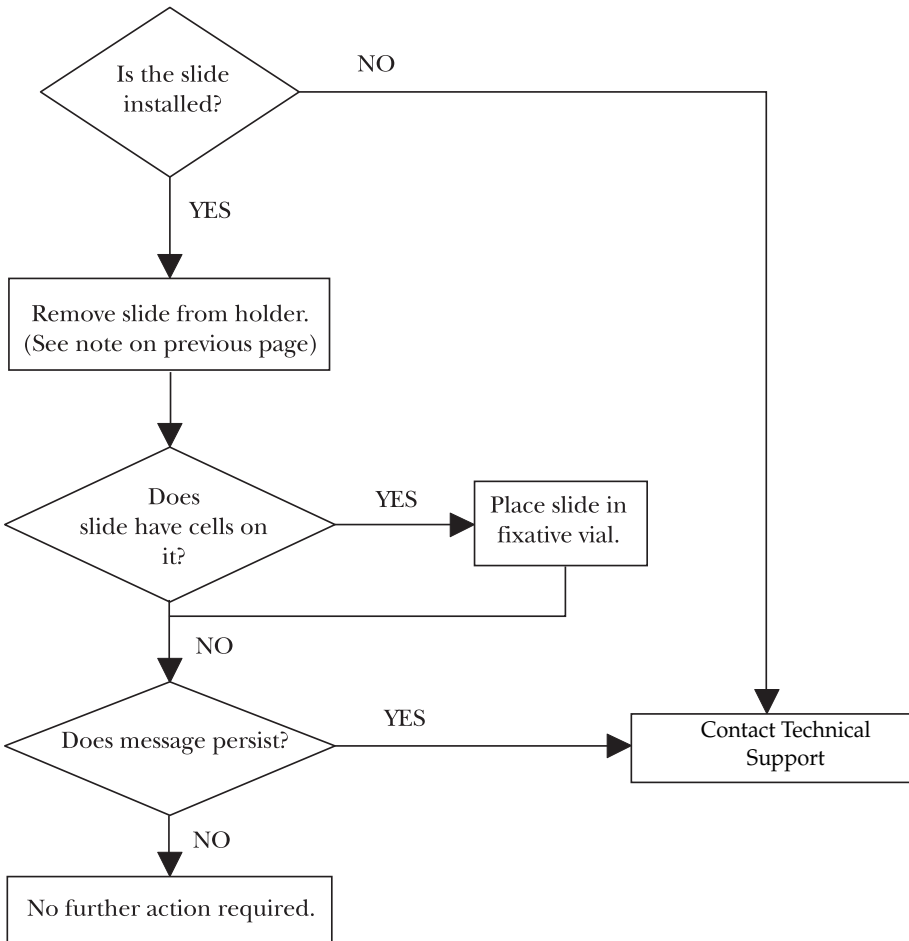 Is the slide
installed?
NO
YES
Remove slide from holder.
(See note on previous page)
Does
slide have cells on
it?
YES
Place slide in
fixative vial.
NO
Does message persist?
YES
Contact Technical
Support
NO
No further action required.